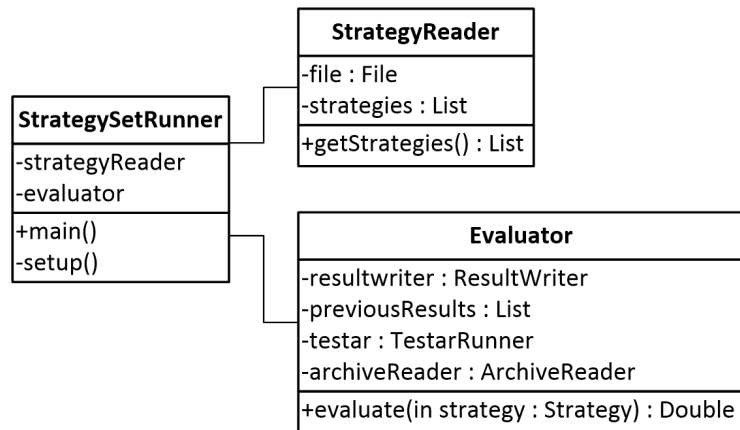 StrategyReader
-file : File
-strategies : List
+getStrategies() : List
StrategySetRunner
-strategyReader
-evaluator
+main()
-setup()
Evaluator
-resultwriter : ResultWriter
-previousResults : List
-testar : TestarRunner
-archiveReader : ArchiveReader
+evaluate(in strategy : Strategy) : Double